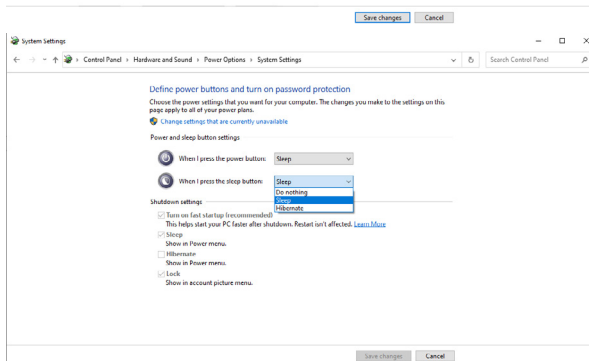 Save changes Cancel
System Settings
Control Panel > Hardware and Sound > Power Options > System Settings
Search Control Panel
Define power buttons and turn on password protection
Choose the power settings that you want for your computer. The changes you make to the settings on this
page apply to all of your power plans.
Change settings that are currently unavailable
Power and sleep button settings
When I press the power button: Sleep
When I press the sleep button: Sleep
Do nothing
Sleep
Hibernate
Shutdown settings
Turn on fast startup (recommended)
This helps start your PC faster after shutdown. Restart isn't affected. Learn More
Sleep
Show in Power menu.
Hibernate
Show in Power menu.
Lock
Show in account picture menu.
Save changes Cancel